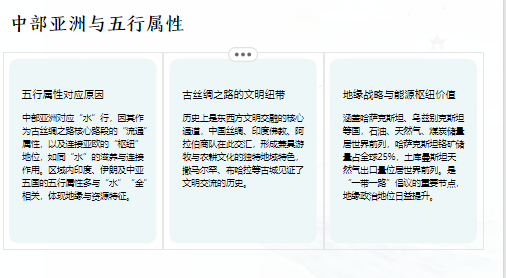 中部亚洲与五行属性
五行属性对应原因
中部亚洲对应“水”行，因其作
为古丝绸之路核心路段的“流通”
属性，以及连接亚欧的“枢纽”
地位，如同“水”的滋养与连接
作用。区域内印度、伊朗及中亚
五国的五行属性多与“水”“金”
相关，体现地缘与资源特征。
古丝绸之路的文明纽带
历史上是东西方文明交融的核心
通道，中国丝绸、印度佛教、阿
拉伯商队在此交汇，形成兼具游
牧与农耕文化的独特地域特色，
撒马尔罕、布哈拉等古城见证了
文明交流的历史。
地缘战略与能源枢纽价值
涵盖哈萨克斯坦、乌兹别克斯坦
等国，石油、天然气、煤炭储量
居世界前列，哈萨克斯坦铬矿储
量占全球25%，土库曼斯坦天
然气出口量位居世界前列。是
“一带一路”倡议的重要节点，
地缘政治地位日益提升。